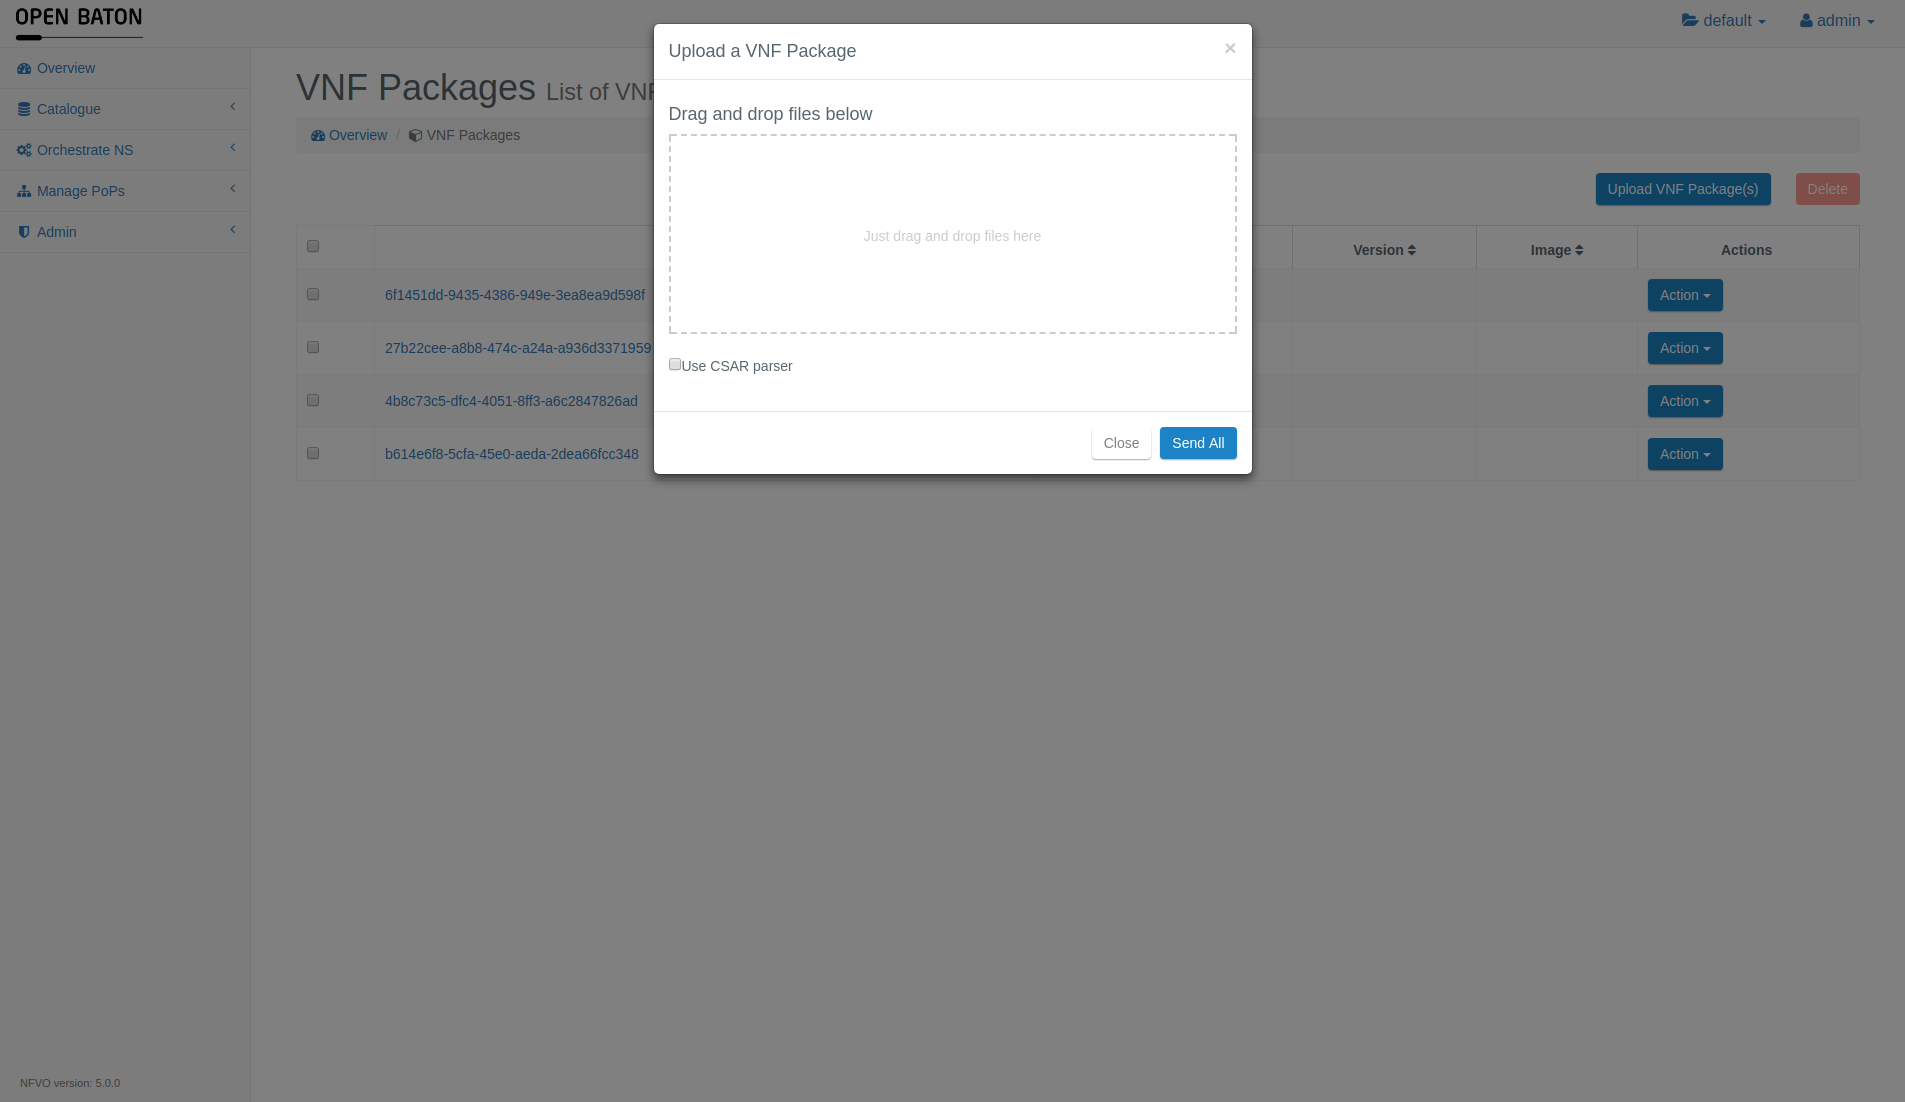 OPEN BATON
default
admin
Upload a VNF Package
×
Overview
Catalogue
Orchestrate NS
Manage PoPs
Admin
VNF Packages List of VNF
Overview / VNF Packages
Drag and drop files below
Just drag and drop files here
Use CSAR parser
Close
Send All
Upload VNF Package(s)
Delete
Version
Image
Actions
6f1451dd-9435-4386-949e-3ea8ea9d598f
Action
27b22cee-a8b8-474c-a24a-a936d3371959
Action
4b8c73c5-dfc4-4051-8ff3-a6c2847826ad
Action
b614e6f8-5cfa-45e0-aeda-2dea66fcc348
Action
NFVO version: 5.0.0